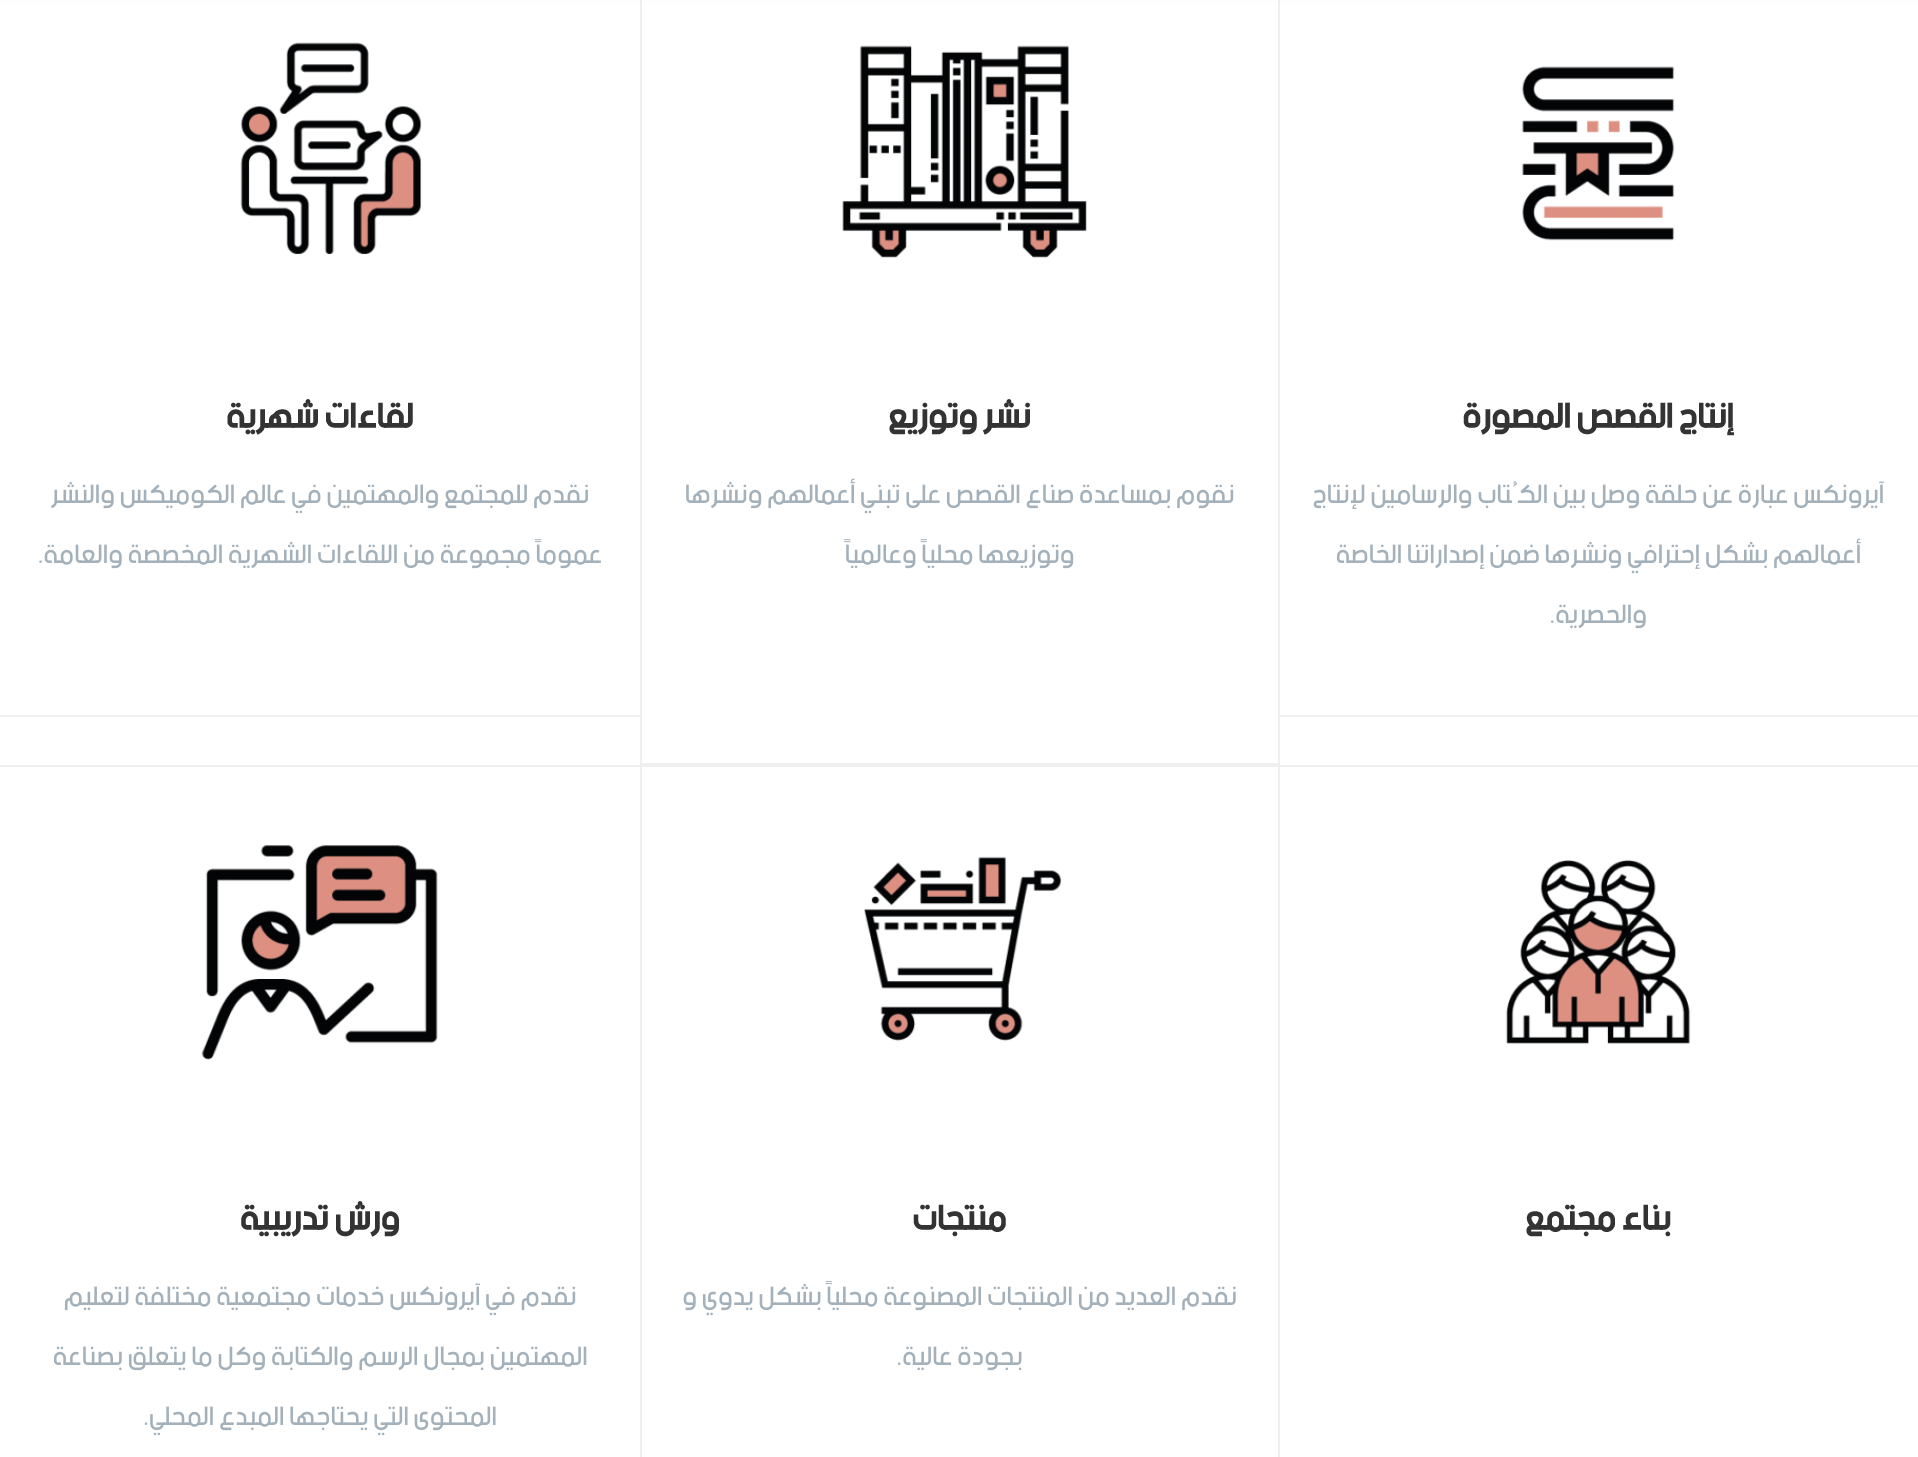 إنتاج القصص المصورة
آيرونكس عبارة عن حلقة وصل بين الكُتاب والرسامين لإنتاج
أعمالهم بشكل إحترافي ونشرها ضمن إصداراتنا الخاصة
والحصرية.
نشر وتوزيع
نقوم بمساعدة صناع القصص على تبني أعمالهم ونشرها
وتوزيعها محلياً وعالمياً
لقاءات شهرية
نقدم للمجتمع والمهتمين في عالم الكوميكس والنشر
عموماً مجموعة من اللقاءات الشهرية المخصصة والعامة.
بناء مجتمع
منتجات
نقدم العديد من المنتجات المصنوعة محلياً بشكل يدوي و
بجودة عالية.
ورش تدريبية
نقدم في آيرونكس خدمات مجتمعية مختلفة لتعليم
المهتمين بمجال الرسم والكتابة وكل ما يتعلق بصناعة
المحتوى التي يحتاجها المبدع المحلي.